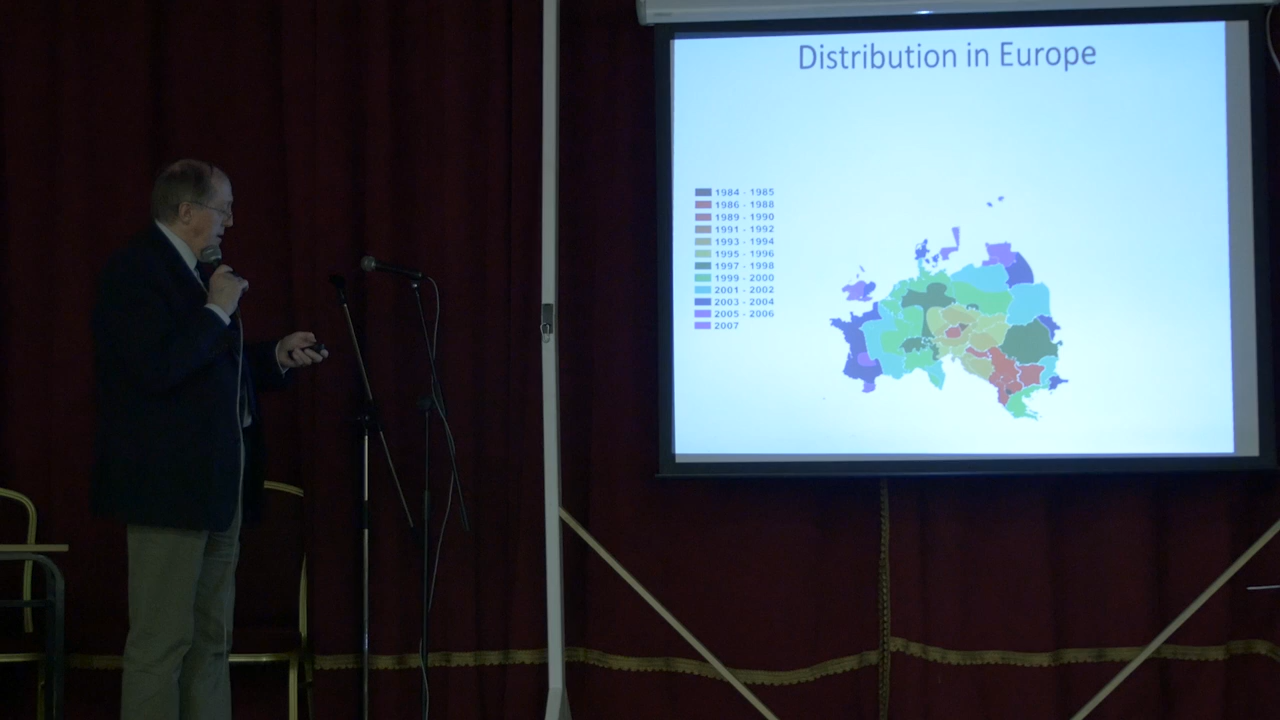 Distribution in Europe
1984 - 1985
1986 - 1988
1989 - 1990
1991 - 1992
1993 - 1994
1995 - 1996
1997 - 1998
1999 - 2000
2001 - 2002
2003 - 2004
2005 - 2006
2007